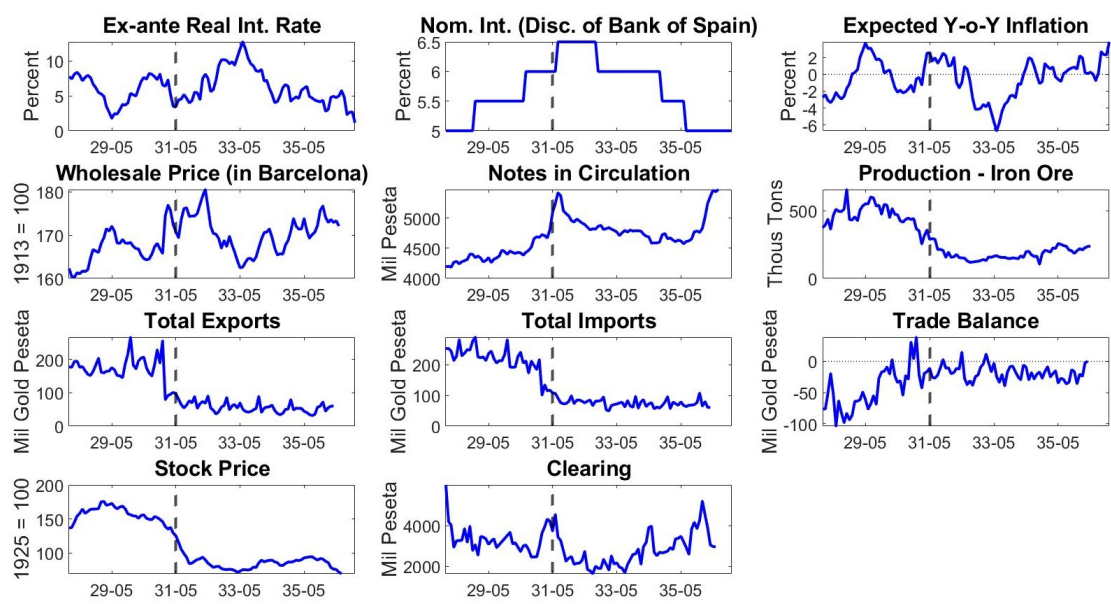 Ex-ante Real Int. Rate
Percent
10
5
0
29-05 31-05 33-05 35-05
Nom. Int. (Disc. of Bank of Spain)
Percent
6.5
6
5.5
5
29-05 31-05 33-05 35-05
Expected Y-o-Y Inflation
Percent
2
0
-2
-4
-6
29-05 31-05 33-05 35-05
Wholesale Price (in Barcelona)
1913 = 100
180
170
160
29-05 31-05 33-05 35-05
Notes in Circulation
Mil Peseta
5000
4500
4000
29-05 31-05 33-05 35-05
Production - Iron Ore
Thous Tons
500
0
29-05 31-05 33-05 35-05
Total Exports
Mil Gold Peseta
200
100
0
29-05 31-05 33-05 35-05
Total Imports
Mil Gold Peseta
200
100
0
29-05 31-05 33-05 35-05
Trade Balance
Mil Gold Peseta
0
-50
-100
29-05 31-05 33-05 35-05
Stock Price
1925 = 100
200
150
100
29-05 31-05 33-05 35-05
Clearing
Mil Peseta
4000
2000
29-05 31-05 33-05 35-05